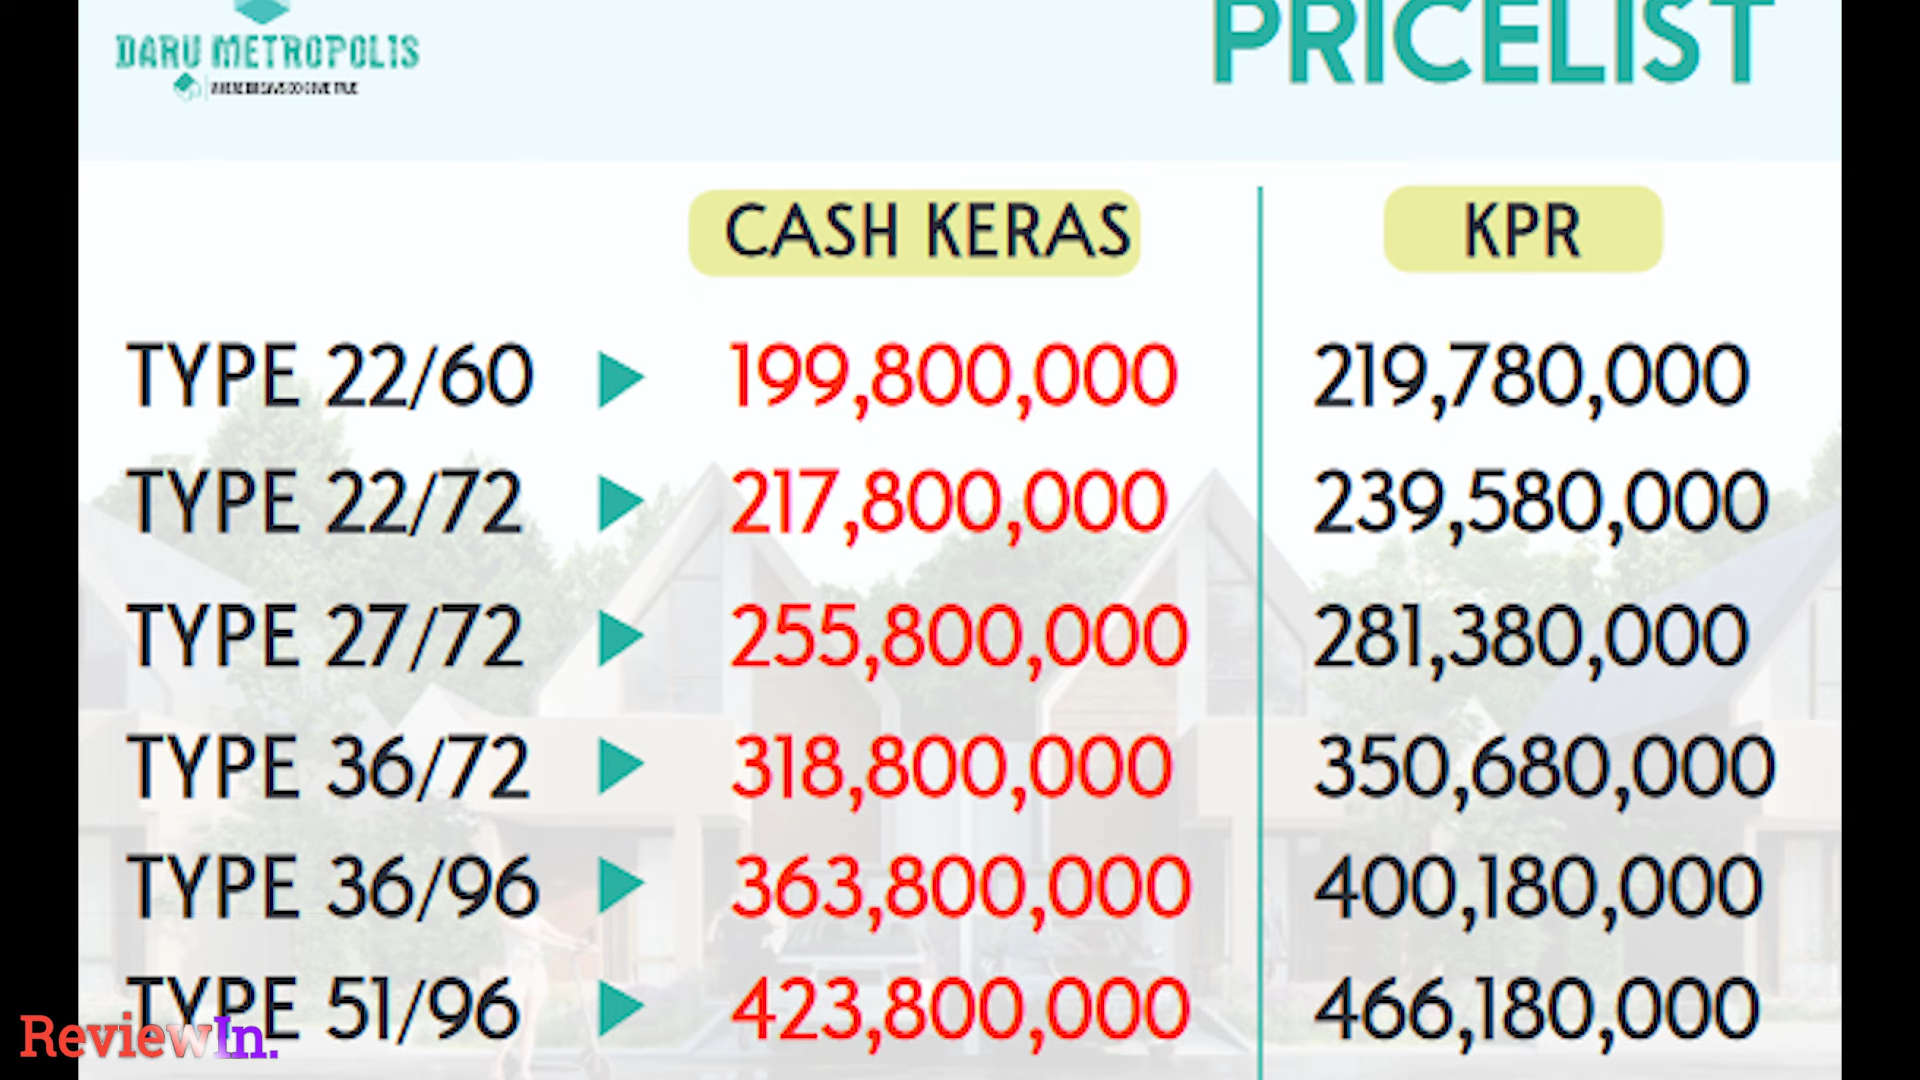 DARU METROPOLIS
PRICELIST
CASH KERAS
KPR
TYPE 22/60 199,800,000 219,780,000
TYPE 22/72 217,800,000 239,580,000
TYPE 27/72 255,800,000 281,380,000
TYPE 36/72 318,800,000 350,680,000
TYPE 36/96 363,800,000 400,180,000
TYPE 51/96 423,800,000 466,180,000
ReviewIn.